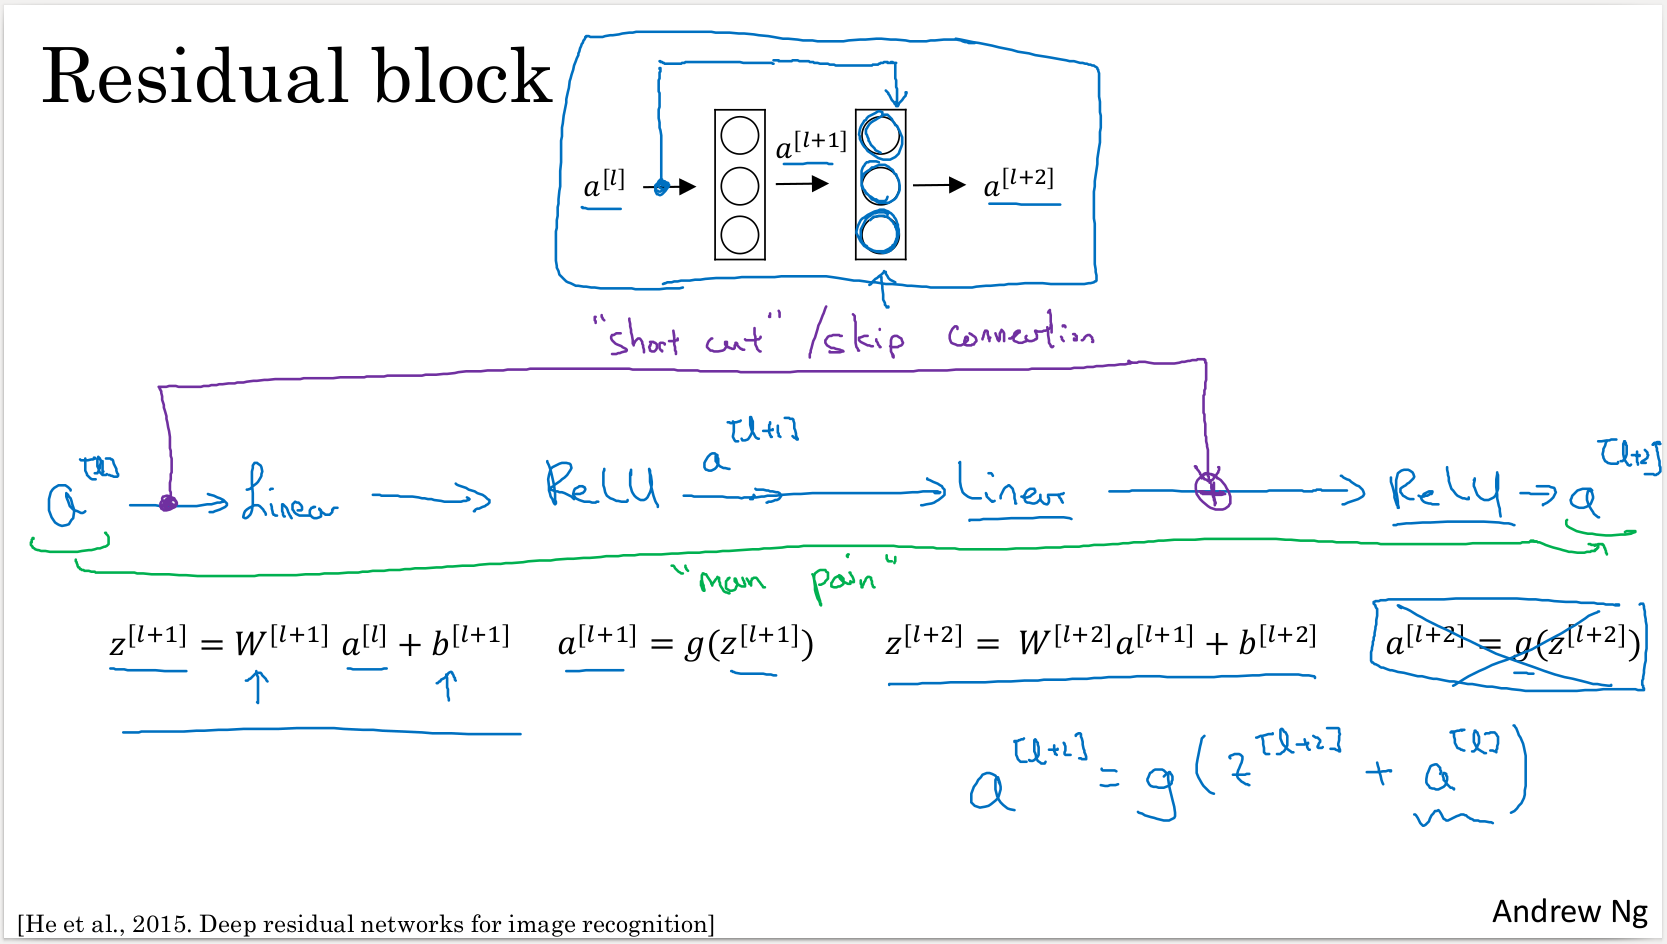 Residual block
a^[l] a^[l+1] a^[l+2]
"short cut" / skip connection
a^[l] → Linear → ReLU a^[l+1] → Linear → + → ReLU → a^[l+2]
"main path"
z^[l+1] = W^[l+1] a^[l] + b^[l+1] a^[l+1] = g(z^[l+1]) z^[l+2] = W^[l+2]a^[l+1] + b^[l+2] a^[l+2] = g(z^[l+2])
a^[l+2] = g(z^[l+2] + a^[l])
[He et al., 2015. Deep residual networks for image recognition]
Andrew Ng